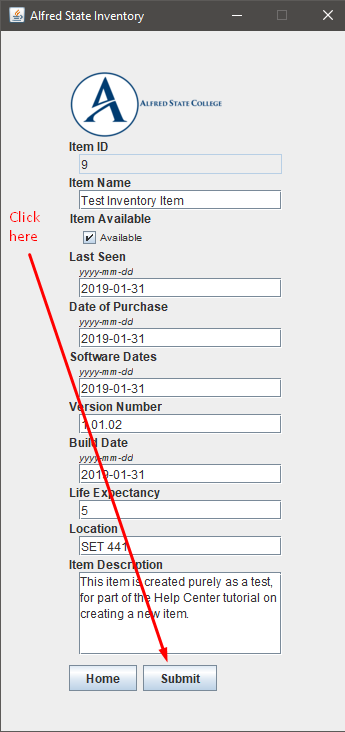 Alfred State Inventory
ALFRED STATE COLLEGE
Item ID
9
Item Name
Test Inventory Item
Click
here
Item Available
Available
Last Seen
yyyy-mm-dd
2019-01-31
Date of Purchase
yyyy-mm-dd
2019-01-31
Software Dates
yyyy-mm-dd
2019-01-31
Version Number
1.01.02
Build Date
yyyy-mm-dd
2019-01-31
Life Expectancy
5
Location
SET 441
Item Description
This item is created purely as a test,
for part of the Help Center tutorial on
creating a new item.
Home Submit